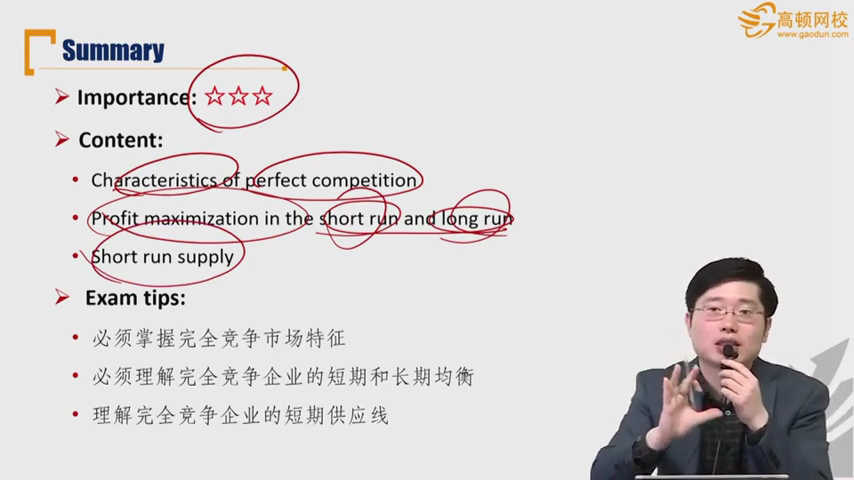 高顿网校
www.gaodun.com
Summary
Importance: ☆☆☆
Content:
Characteristics of perfect competition
Profit maximization in the short run and long run
Short run supply
Exam tips:
必须掌握完全竞争市场特征
必须理解完全竞争企业的短期和长期均衡
理解完全竞争企业的短期供应线